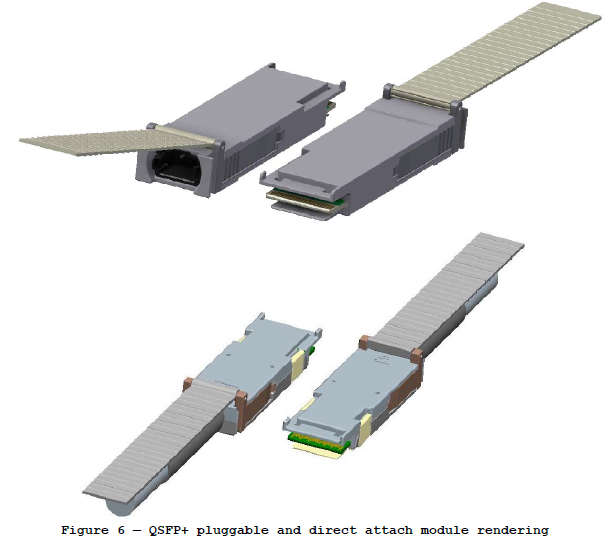 Figure 6 — QSFP+ pluggable and direct attach module rendering